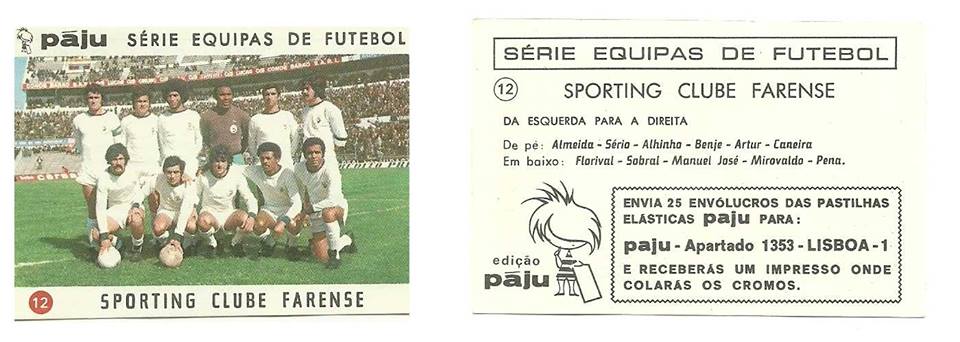 paju SÉRIE EQUIPAS DE FUTEBOL
12 SPORTING CLUBE FARENSE
SÉRIE EQUIPAS DE FUTEBOL
12 SPORTING CLUBE FARENSE
DA ESQUERDA PARA A DIREITA
De pé: Almeida - Sério - Alhinho - Benje - Artur - Caneira
Em baixo: Florival - Sobral - Manuel José - Mirovaldo - Pena.
ENVIA 25 ENVÓLUCROS DAS PASTILHAS
ELÁSTICAS paju PARA:
paju - Apartado 1353 - LISBOA - 1
E RECEBERÁS UM IMPRESSO ONDE
COLARÁS OS CROMOS.
edição
paju